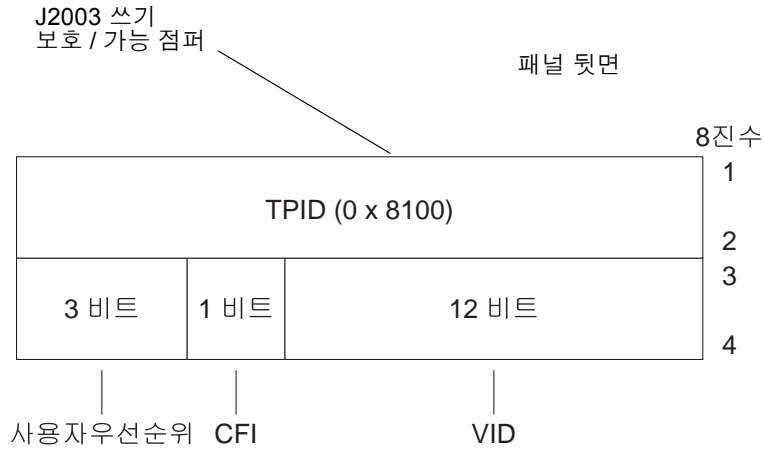 J2003 쓰기
보호 / 가능 점퍼
패널 뒷면
8진수
1
TPID (0 x 8100)
2
3
3 비트
1 비트
12 비트
4
사용자우선순위
CFI
VID